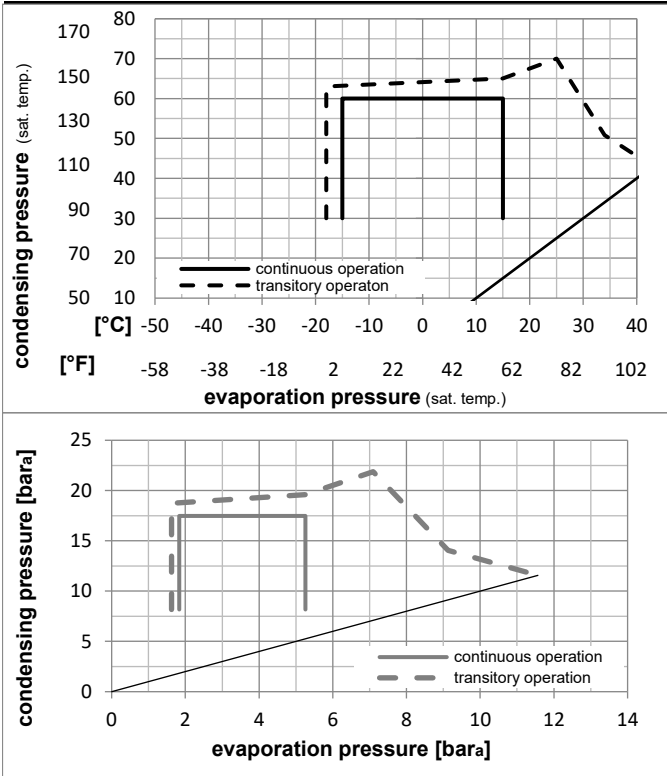 condensing pressure (sat. temp.)
170 80
70
150
60
130
50
110
40
90
30
70 20
50 10
continuous operation
transitory operaton
[°C] -50 -40 -30 -20 -10 0 10 20 30 40
[°F] -58 -38 -18 2 22 42 62 82 102
evaporation pressure (sat. temp.)
condensing pressure [bara]
25
20
15
10
5
0
continuous operation
transitory operation
0 2 4 6 8 10 12 14
evaporation pressure [bara]